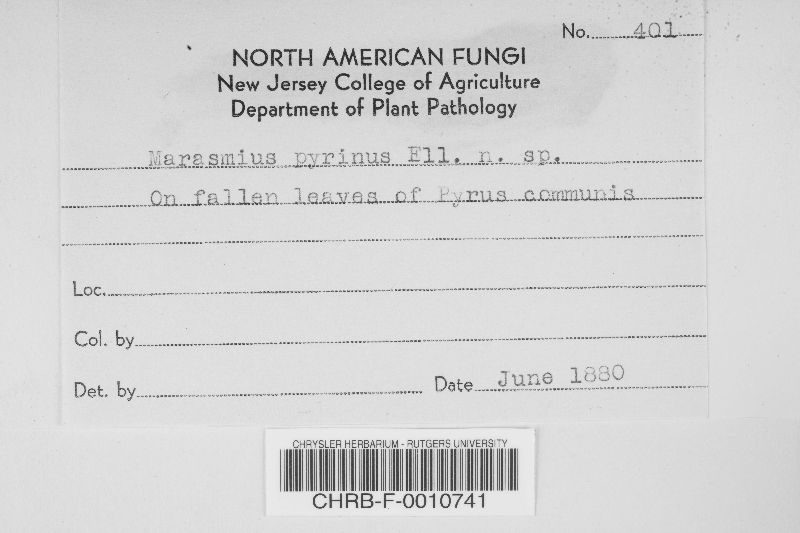 No. 401
NORTH AMERICAN FUNGI
New Jersey College of Agriculture
Department of Plant Pathology
Marasmius pyrinus Ell. n. sp.
On fallen leaves of Pyrus communis
Loc.
Col. by
Det. by
Date June 1880
CHRYSLER HERBARIUM - RUTGERS UNIVERSITY
CHRB-F-0010741